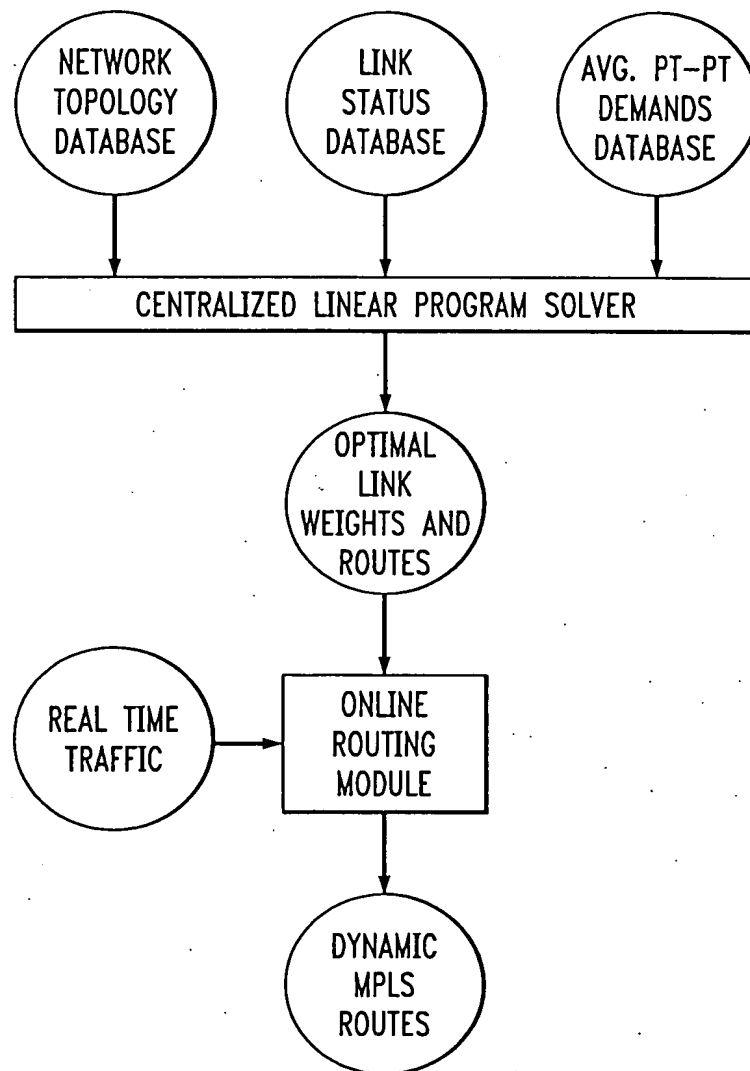 NETWORK
TOPOLOGY
DATABASE
LINK
STATUS
DATABASE
AVG. PT-PT
DEMANDS
DATABASE
CENTRALIZED LINEAR PROGRAM SOLVER
OPTIMAL
LINK
WEIGHTS AND
ROUTES
REAL TIME
TRAFFIC
ONLINE
ROUTING
MODULE
DYNAMIC
MPLS
ROUTES